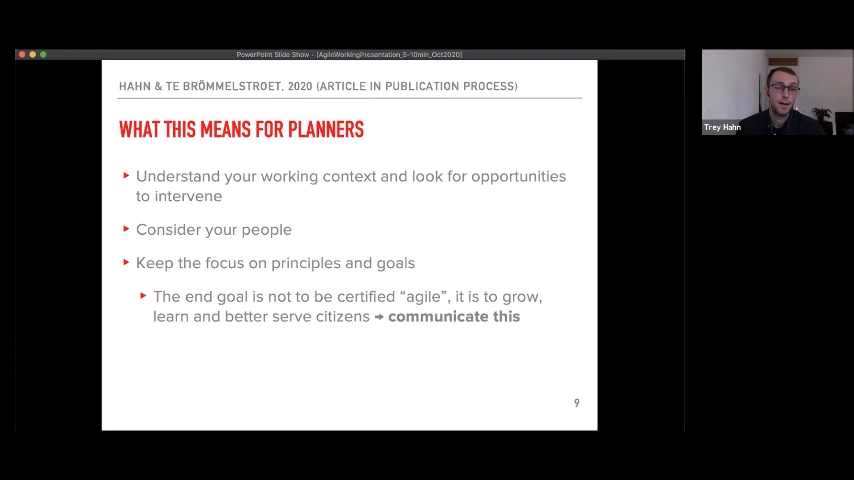 PowerPoint Slide Show - [AgileWorkingPresentation_5-10min_Oct2020]
HAHN & TE BRÖMMELSTROET, 2020 (ARTICLE IN PUBLICATION PROCESS)
WHAT THIS MEANS FOR PLANNERS
Understand your working context and look for opportunities
to intervene
Consider your people
Keep the focus on principles and goals
The end goal is not to be certified “agile”, it is to grow,
learn and better serve citizens → communicate this
9
Trey Hahn